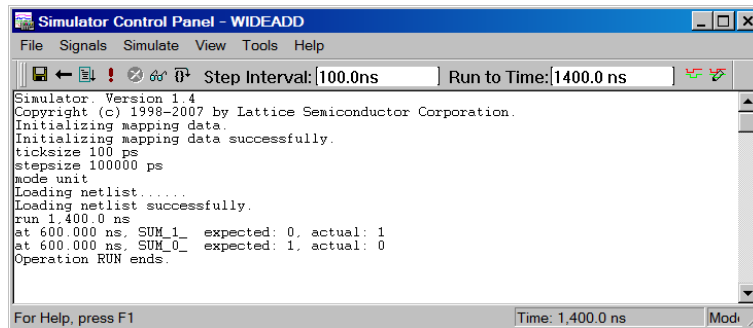 Simulator Control Panel - WIDEADD
File Signals Simulate View Tools Help
Step Interval: 100.0ns Run to Time: 1400.0 ns
Simulator. Version 1.4
Copyright (c) 1998-2007 by Lattice Semiconductor Corporation.
Initializing mapping data.
Initializing mapping data successfully.
ticksize 100 ps
stepsize 100000 ps
mode unit
Loading netlist......
Loading netlist successfully.
run 1,400.0 ns
at 600.000 ns, SUM_1_ expected: 0, actual: 1
at 600.000 ns, SUM_0_ expected: 1, actual: 0
Operation RUN ends.
For Help, press F1 Time: 1,400.0 ns